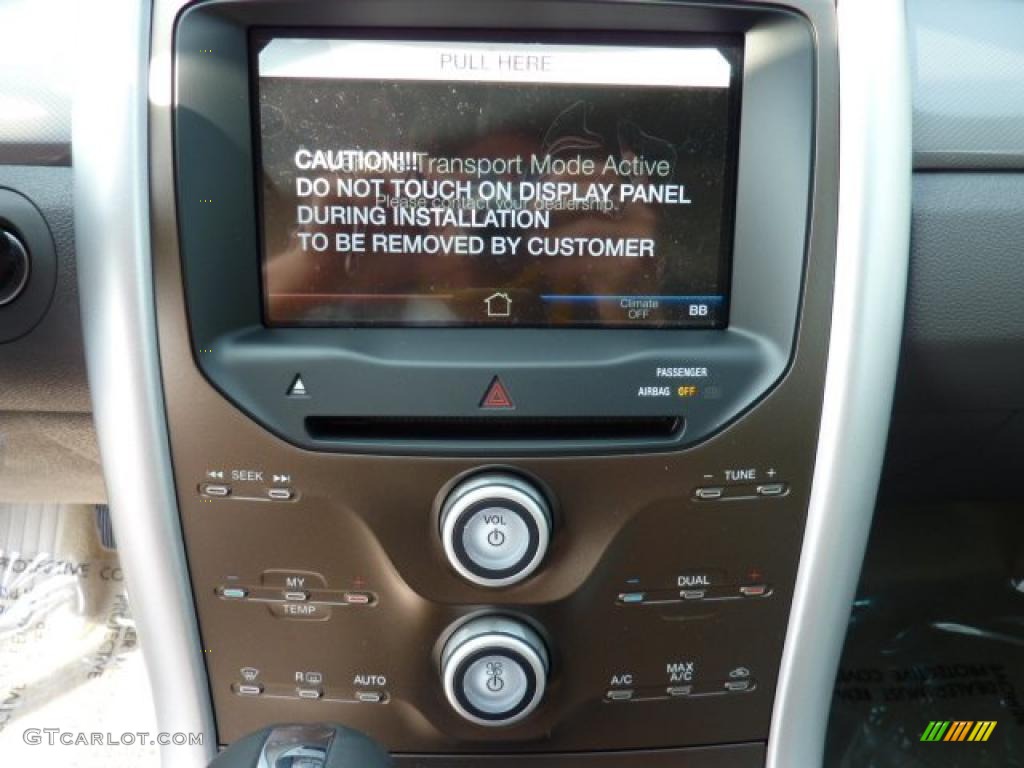 PULL HERE
CAUTION!!!
Transport Mode Active
DO NOT TOUCH ON DISPLAY PANEL
Please contact your dealership.
DURING INSTALLATION
TO BE REMOVED BY CUSTOMER
Climate
OFF
BB
PASSENGER
AIRBAG OFF
SEEK
− TUNE +
VOL
− MY +
TEMP
− DUAL +
R
AUTO
A/C
MAX
A/C
GTCARLOT.COM